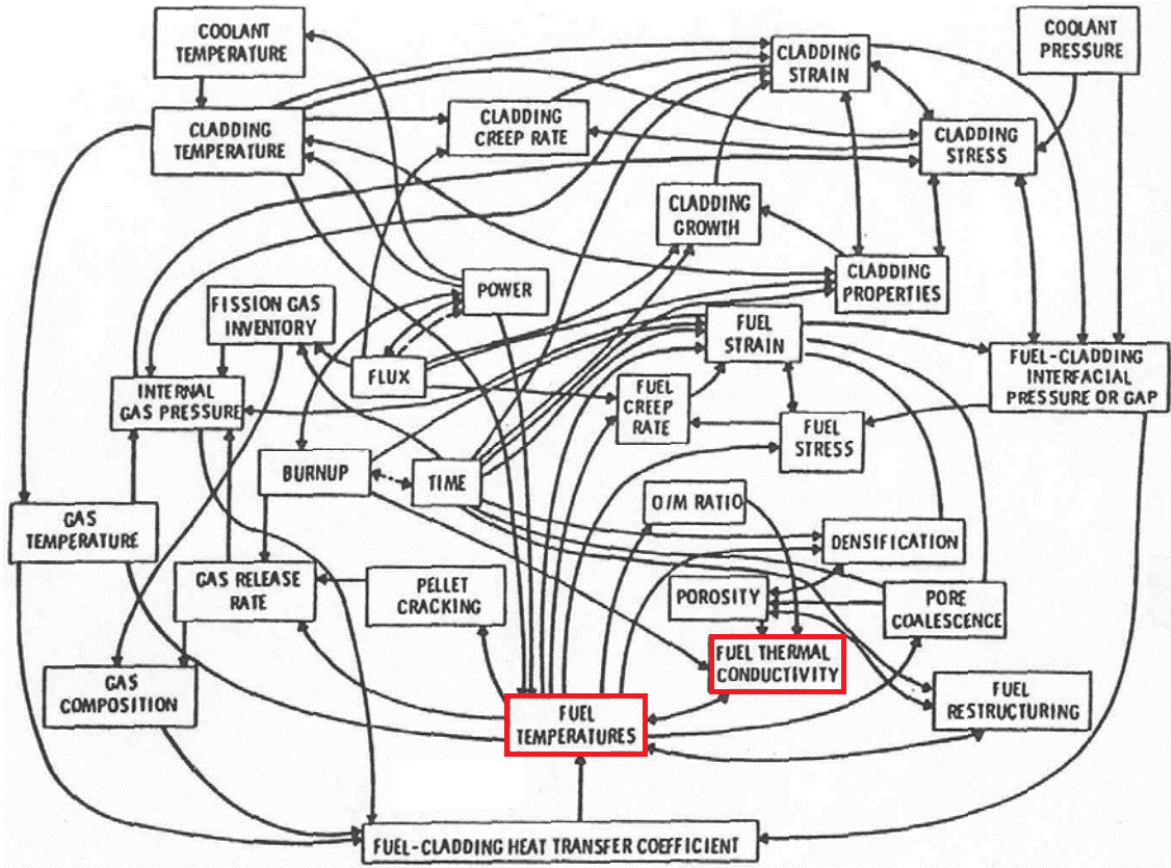 COOLANT
TEMPERATURE
CLADDING
STRAIN
COOLANT
PRESSURE
CLADDING
TEMPERATURE
CLADDING
CREEP RATE
CLADDING
STRESS
CLADDING
GROWTH
CLADDING
PROPERTIES
POWER
FISSION GAS
INVENTORY
FUEL
STRAIN
FLUX
FUEL-CLADDING
INTERFACIAL
PRESSURE OR GAP
INTERNAL
GAS PRESSURE
FUEL
CREEP
RATE
FUEL
STRESS
BURNUP
TIME
O/M RATIO
GAS
TEMPERATURE
DENSIFICATION
GAS RELEASE
RATE
PELLET
CRACKING
POROSITY
PORE
COALESCENCE
FUEL THERMAL
CONDUCTIVITY
GAS
COMPOSITION
FUEL
TEMPERATURES
FUEL
RESTRUCTURING
FUEL-CLADDING HEAT TRANSFER COEFFICIENT